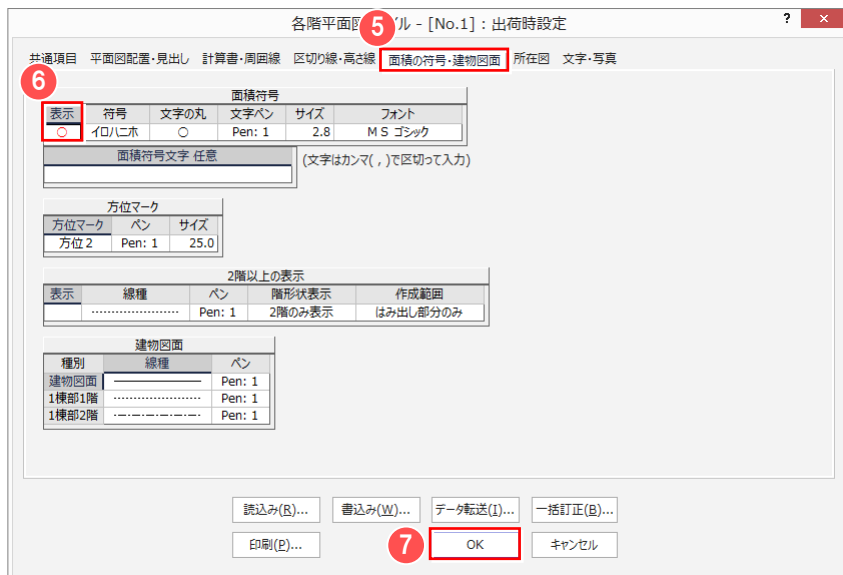 各階平面図 イル - [No.1] : 出荷時設定 ? ×
5
共通項目 平面図配置・見出し 計算書・周囲線 区切り線・高さ線 面積の符号・建物図面 所在図 文字・写真
6
面積符号
表示 符号 文字の丸 文字ペン サイズ フォント
○ イロハニホ ○ Pen: 1 2.8 ＭＳ ゴシック
面積符号文字 任意
(文字はカンマ( , )で区切って入力)
方位マーク
方位マーク ペン サイズ
方位2 Pen: 1 25.0
2階以上の表示
表示 線種 ペン 階形状表示 作成範囲
Pen: 1 2階のみ表示 はみ出し部分のみ
建物図面
種別 線種 ペン
建物図面 Pen: 1
1棟部1階 Pen: 1
1棟部2階 Pen: 1
読込み(R)... 書込み(W)... データ転送(I)... 一括訂正(B)...
印刷(P)... 7 OK キャンセル